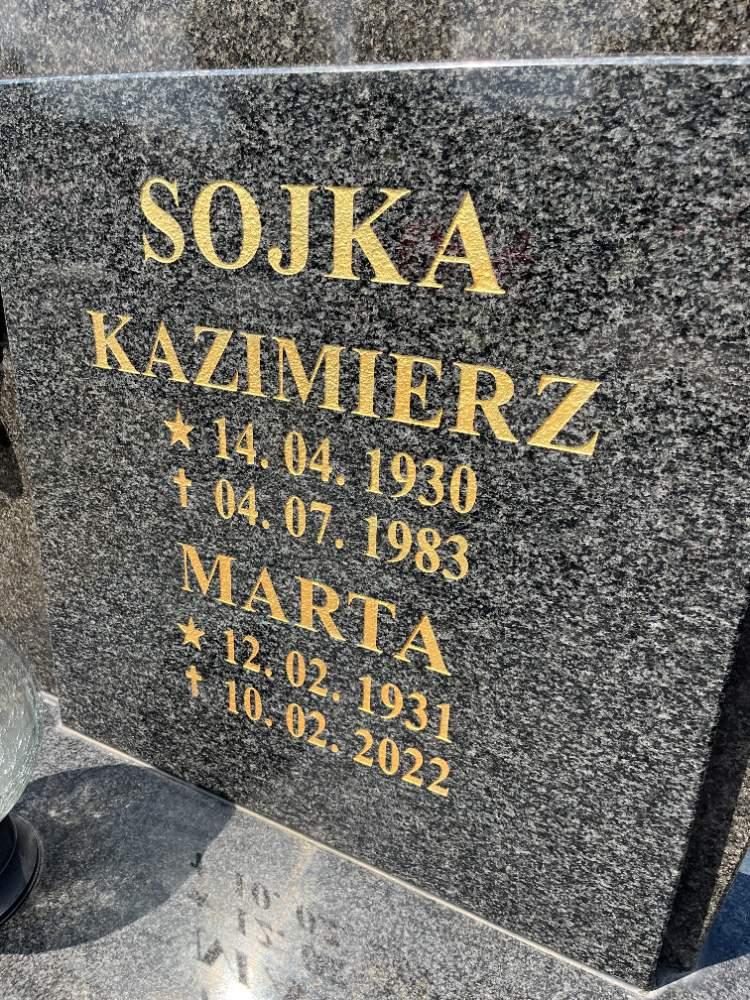 SOJKA
KAZIMIERZ
★ 14. 04. 1930
✝ 04. 07. 1983
MARTA
★ 12. 02. 1931
✝ 10. 02. 2022